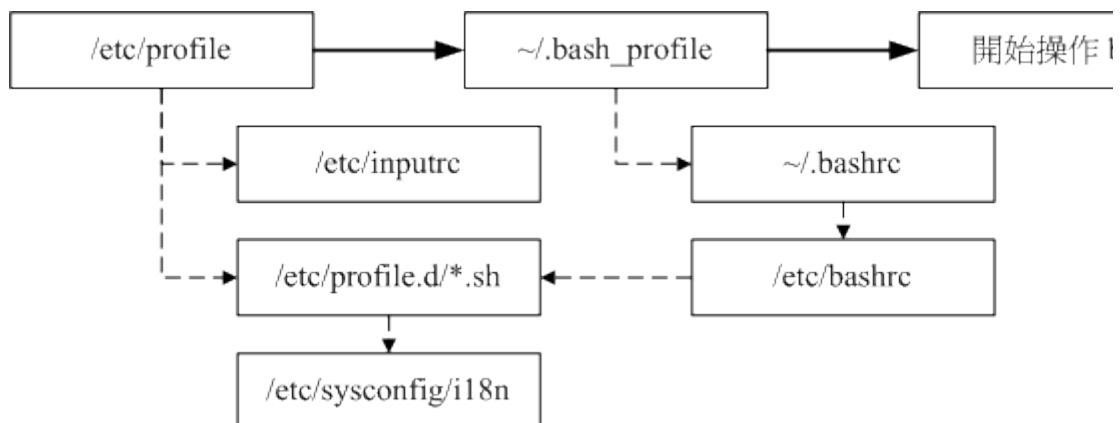 /etc/profile
~/.bash_profile
開始操作
/etc/inputrc
~/.bashrc
/etc/profile.d/*.sh
/etc/bashrc
/etc/sysconfig/i18n